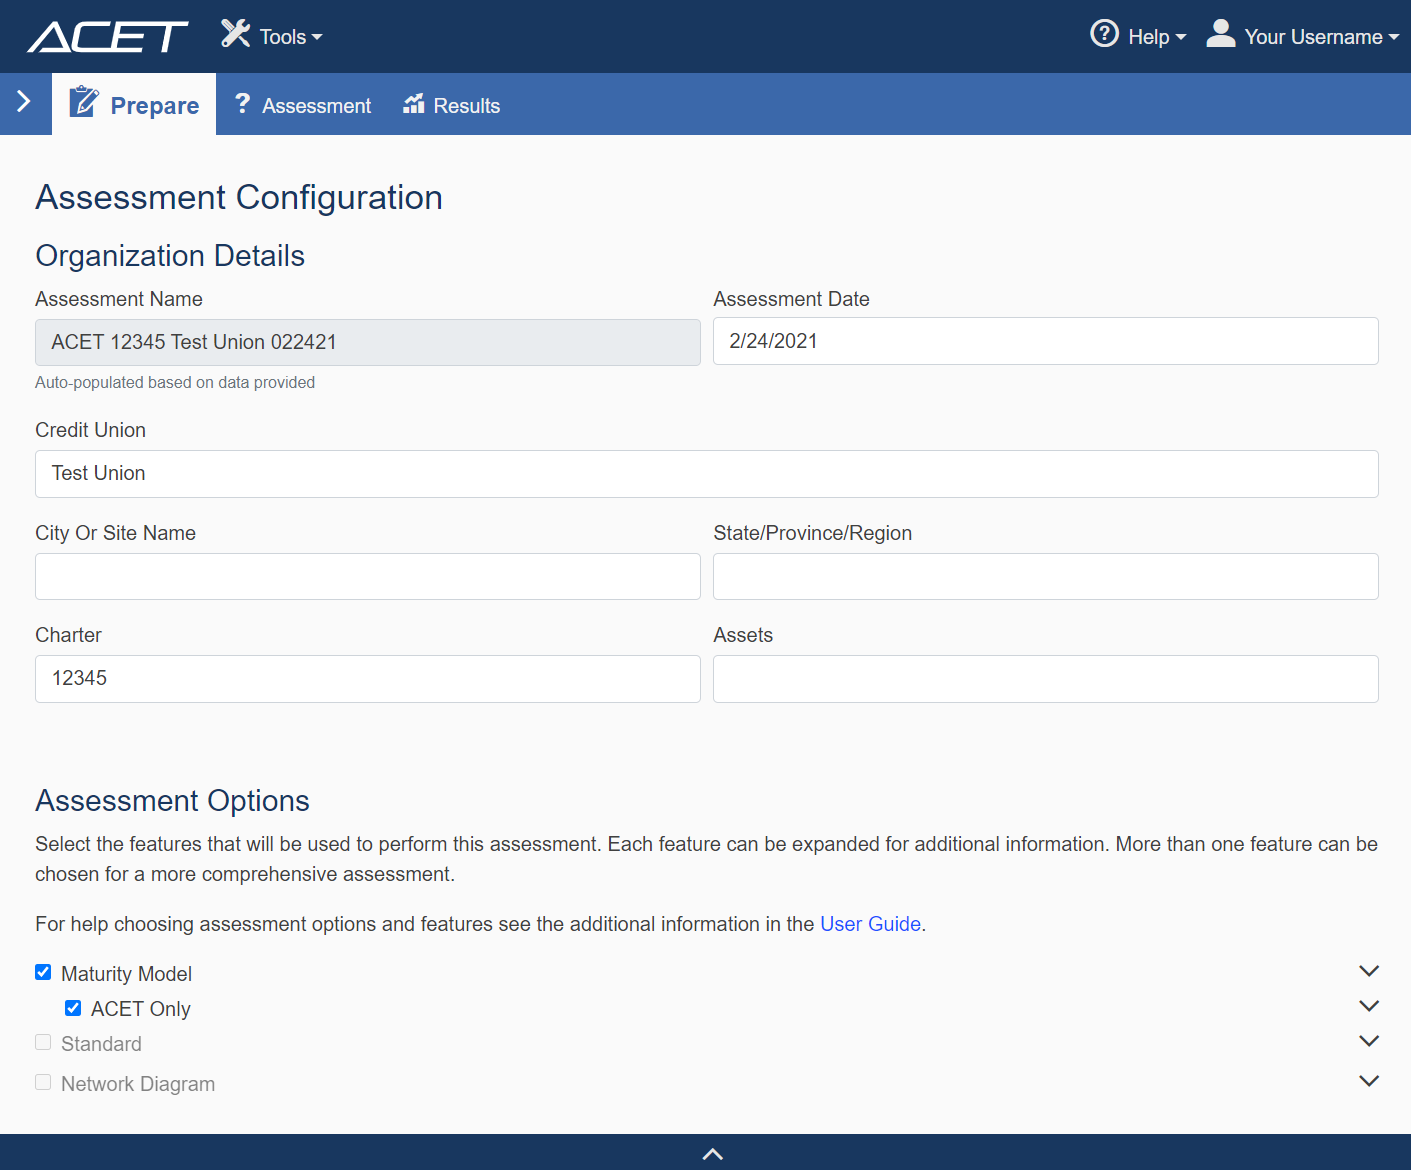 ACET Tools Help Your Username
Prepare Assessment Results
Assessment Configuration
Organization Details
Assessment Name Assessment Date
ACET 12345 Test Union 022421 2/24/2021
Auto-populated based on data provided
Credit Union
Test Union
City Or Site Name State/Province/Region
Charter Assets
12345
Assessment Options
Select the features that will be used to perform this assessment. Each feature can be expanded for additional information. More than one feature can be
chosen for a more comprehensive assessment.
For help choosing assessment options and features see the additional information in the User Guide.
Maturity Model
ACET Only
Standard
Network Diagram